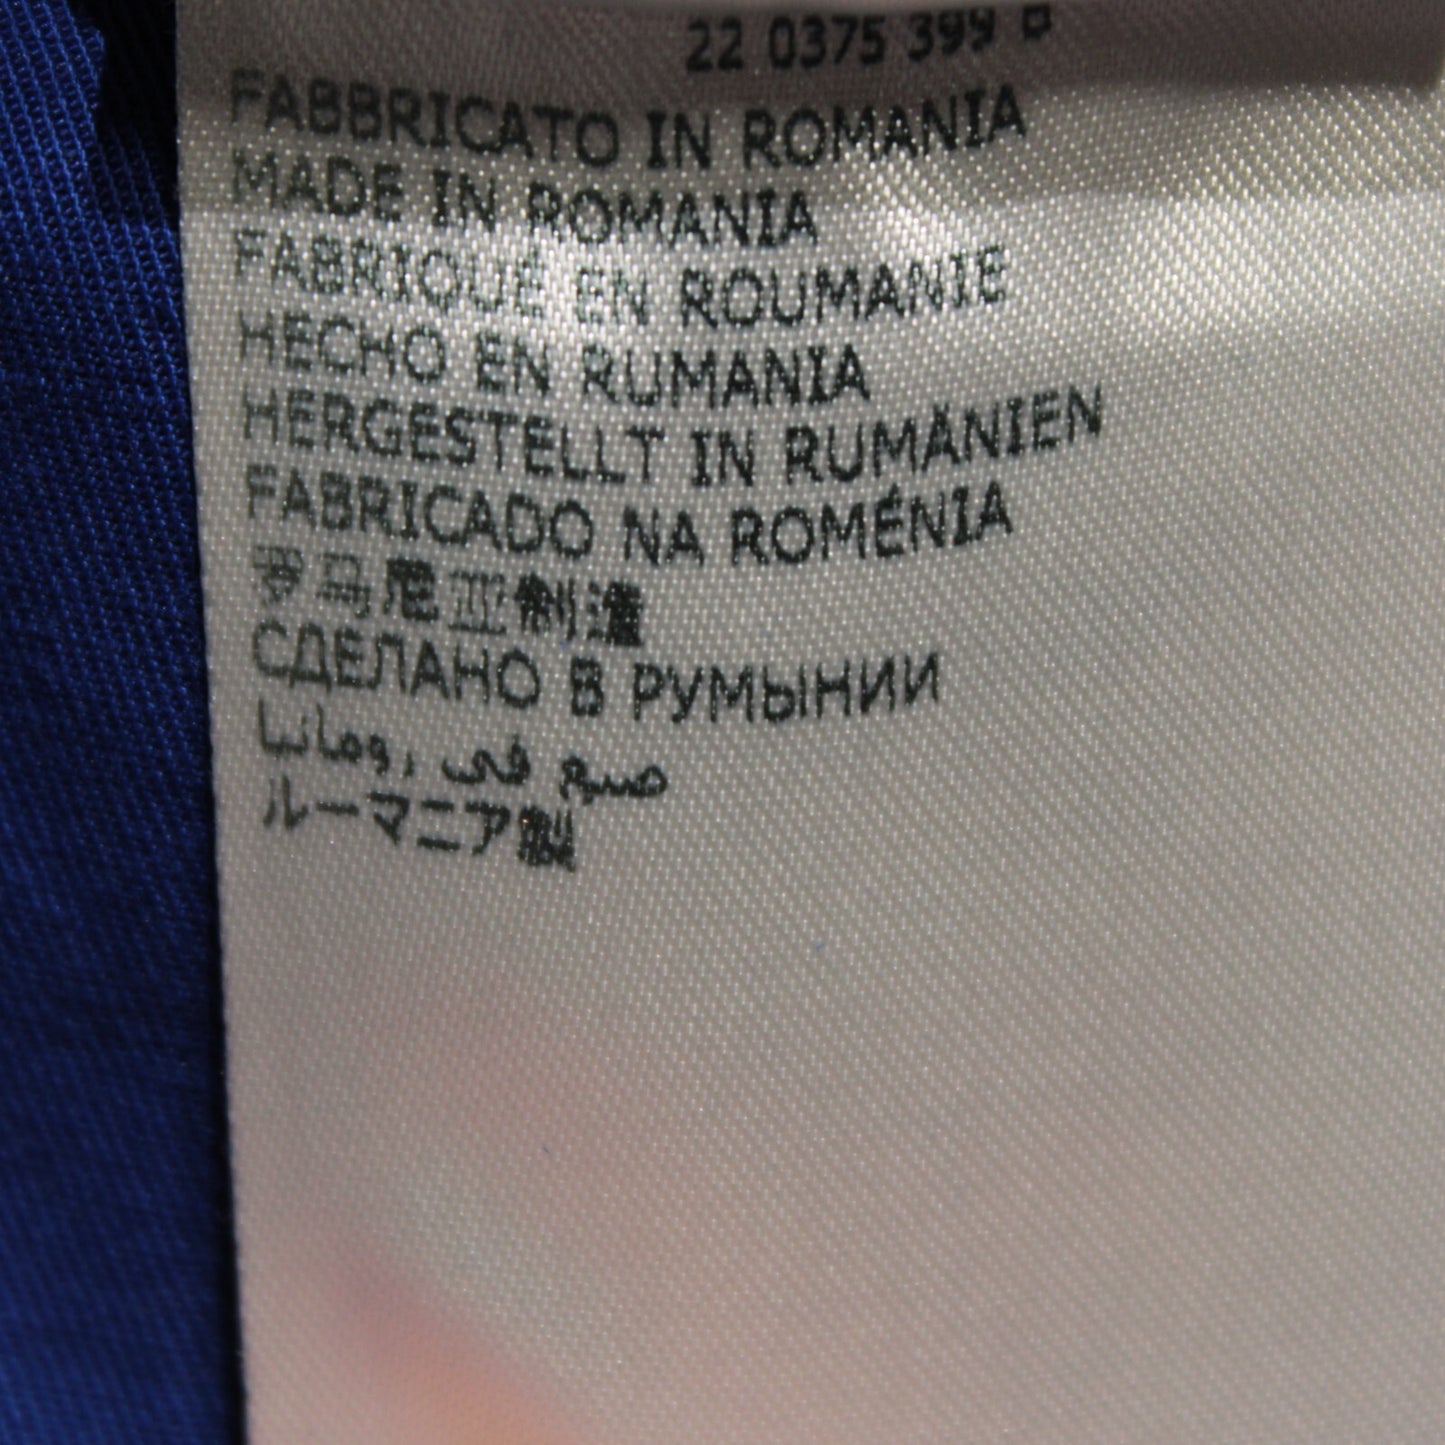 22 0375 399
FABBRICATO IN ROMANIA
MADE IN ROMANIA
FABRIQUÉ EN ROUMANIE
HECHO EN RUMANIA
HERGESTELLT IN RUMÄNIEN
FABRICADO NA ROMÉNIA
罗马尼亚制造
СДЕЛАНО В РУМЫНИИ
صنع في رومانيا
ルーマニア製